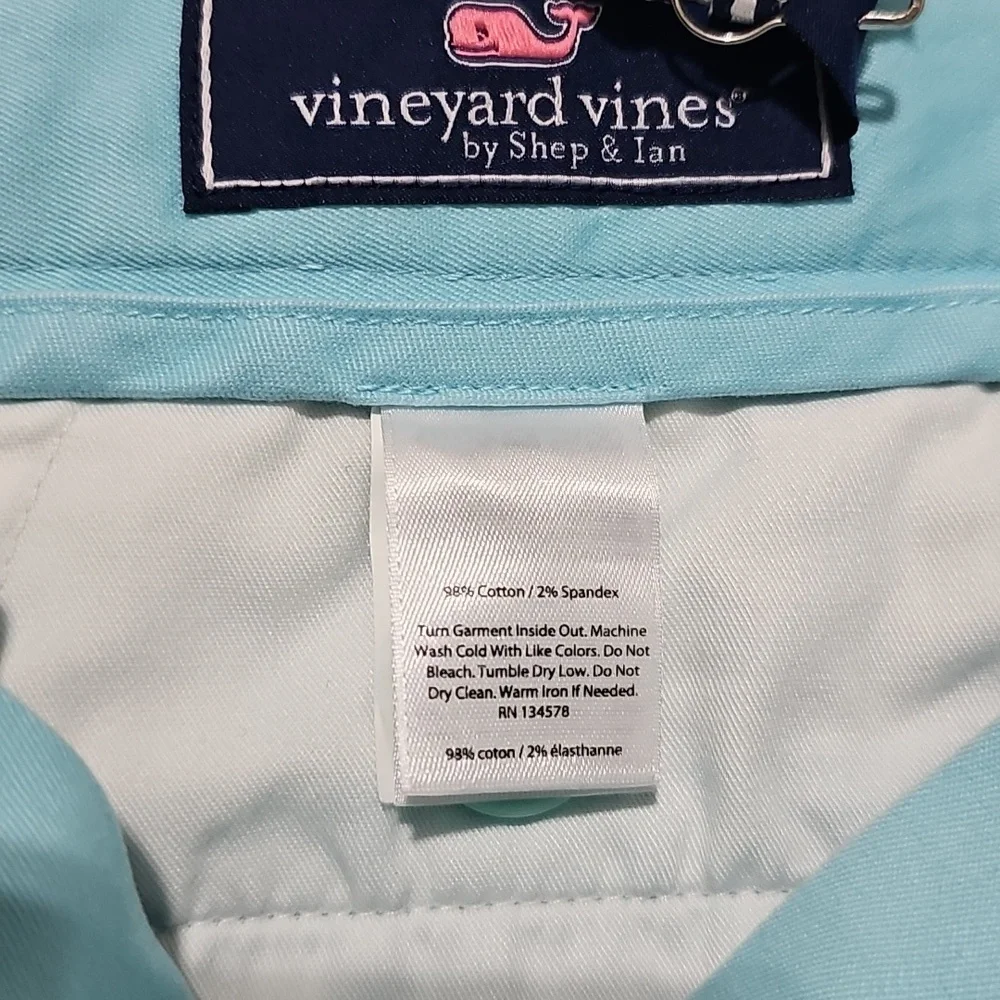 vineyard vines®
by Shep & Ian
98% Cotton / 2% Spandex
Turn Garment Inside Out. Machine
Wash Cold With Like Colors. Do Not
Bleach. Tumble Dry Low. Do Not
Dry Clean. Warm Iron If Needed.
RN 134578
98% coton / 2% élasthanne